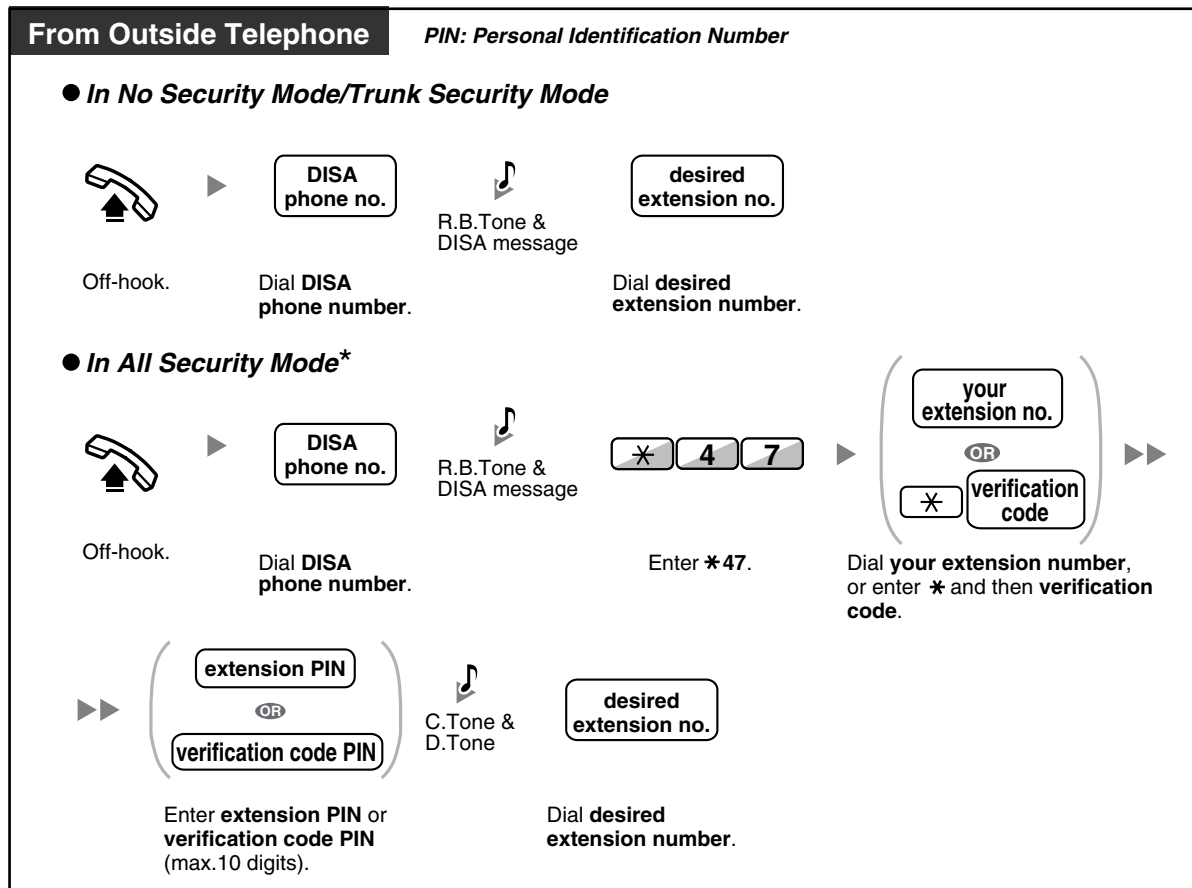 From Outside Telephone PIN: Personal Identification Number
● In No Security Mode/Trunk Security Mode
DISA
phone no.
R.B.Tone &
DISA message
desired
extension no.
Off-hook.
Dial DISA
phone number.
Dial desired
extension number.
● In All Security Mode*
DISA
phone no.
R.B.Tone &
DISA message
* 4 7
your
extension no.
OR
* verification
code
Off-hook.
Dial DISA
phone number.
Enter *47.
Dial your extension number,
or enter * and then verification
code.
extension PIN
OR
verification code PIN
C.Tone &
D.Tone
desired
extension no.
Enter extension PIN or
verification code PIN
(max.10 digits).
Dial desired
extension number.